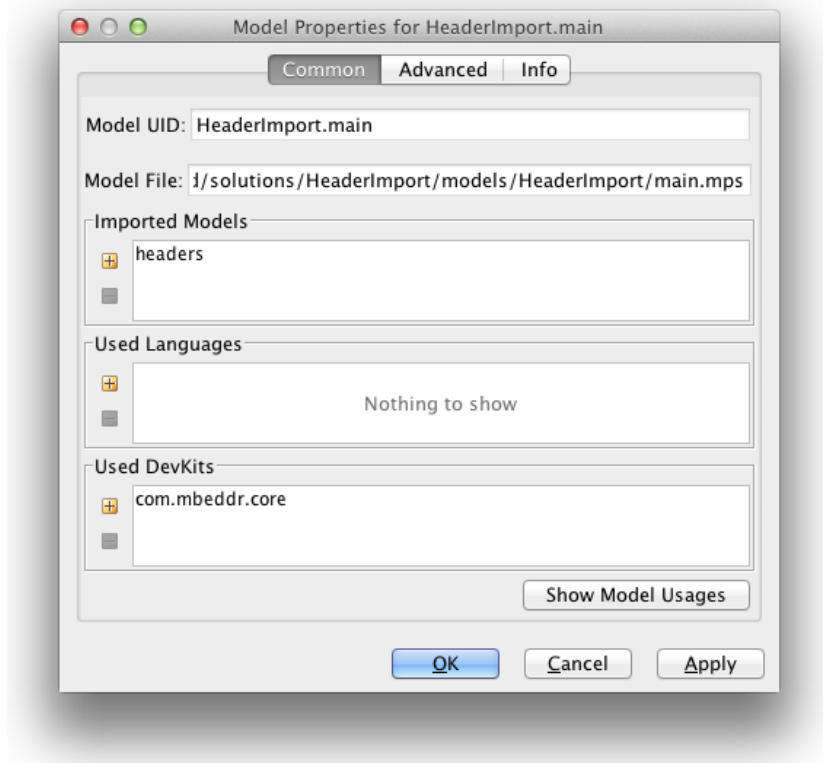 Model Properties for HeaderImport.main
Common Advanced Info
Model UID: HeaderImport.main
Model File: /solutions/HeaderImport/models/HeaderImport/main.mps
Imported Models
headers
Used Languages
Nothing to show
Used DevKits
com.mbeddr.core
Show Model Usages
OK Cancel Apply